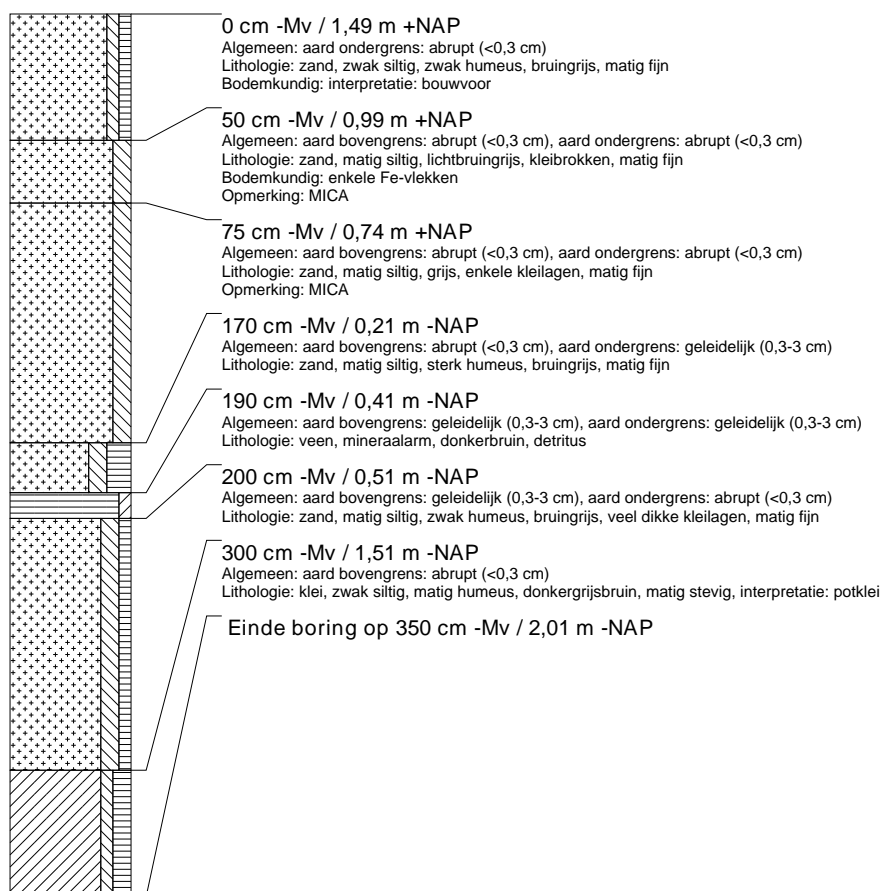 0 cm -Mv / 1,49 m +NAP
Algemeen: aard ondergrens: abrupt (<0,3 cm)
Lithologie: zand, zwak siltig, zwak humeus, bruingrijs, matig fijn
Bodemkundig: interpretatie: bouwvoor
50 cm -Mv / 0,99 m +NAP
Algemeen: aard bovengrens: abrupt (<0,3 cm), aard ondergrens: abrupt (<0,3 cm)
Lithologie: zand, matig siltig, lichtbruingrijs, kleibrokken, matig fijn
Bodemkundig: enkele Fe-vlekken
Opmerking: MICA
75 cm -Mv / 0,74 m +NAP
Algemeen: aard bovengrens: abrupt (<0,3 cm), aard ondergrens: abrupt (<0,3 cm)
Lithologie: zand, matig siltig, grijs, enkele kleilagen, matig fijn
Opmerking: MICA
170 cm -Mv / 0,21 m -NAP
Algemeen: aard bovengrens: abrupt (<0,3 cm), aard ondergrens: geleidelijk (0,3-3 cm)
Lithologie: zand, matig siltig, sterk humeus, bruingrijs, matig fijn
190 cm -Mv / 0,41 m -NAP
Algemeen: aard bovengrens: geleidelijk (0,3-3 cm), aard ondergrens: geleidelijk (0,3-3 cm)
Lithologie: veen, mineraalarm, donkerbruin, detritus
200 cm -Mv / 0,51 m -NAP
Algemeen: aard bovengrens: geleidelijk (0,3-3 cm), aard ondergrens: abrupt (<0,3 cm)
Lithologie: zand, matig siltig, zwak humeus, bruingrijs, veel dikke kleilagen, matig fijn
300 cm -Mv / 1,51 m -NAP
Algemeen: aard bovengrens: abrupt (<0,3 cm)
Lithologie: klei, zwak siltig, matig humeus, donkergrijsbruin, matig stevig, interpretatie: potklei
Einde boring op 350 cm -Mv / 2,01 m -NAP